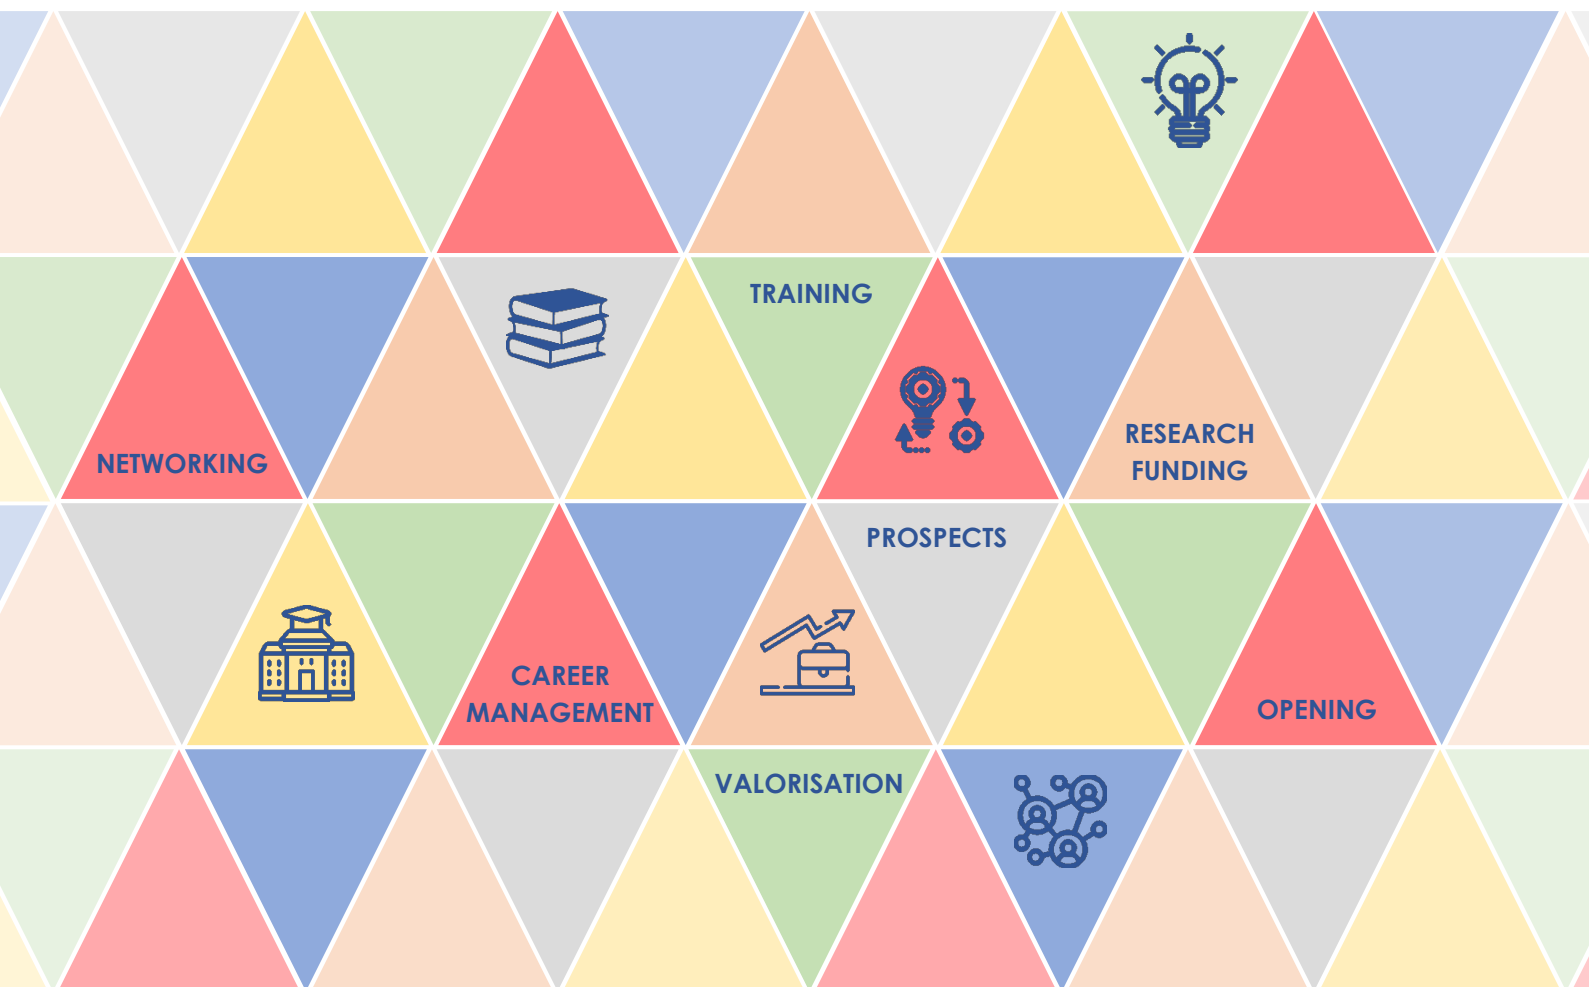 TRAINING
RESEARCH
FUNDING
NETWORKING
PROSPECTS
CAREER
MANAGEMENT
OPENING
VALORISATION